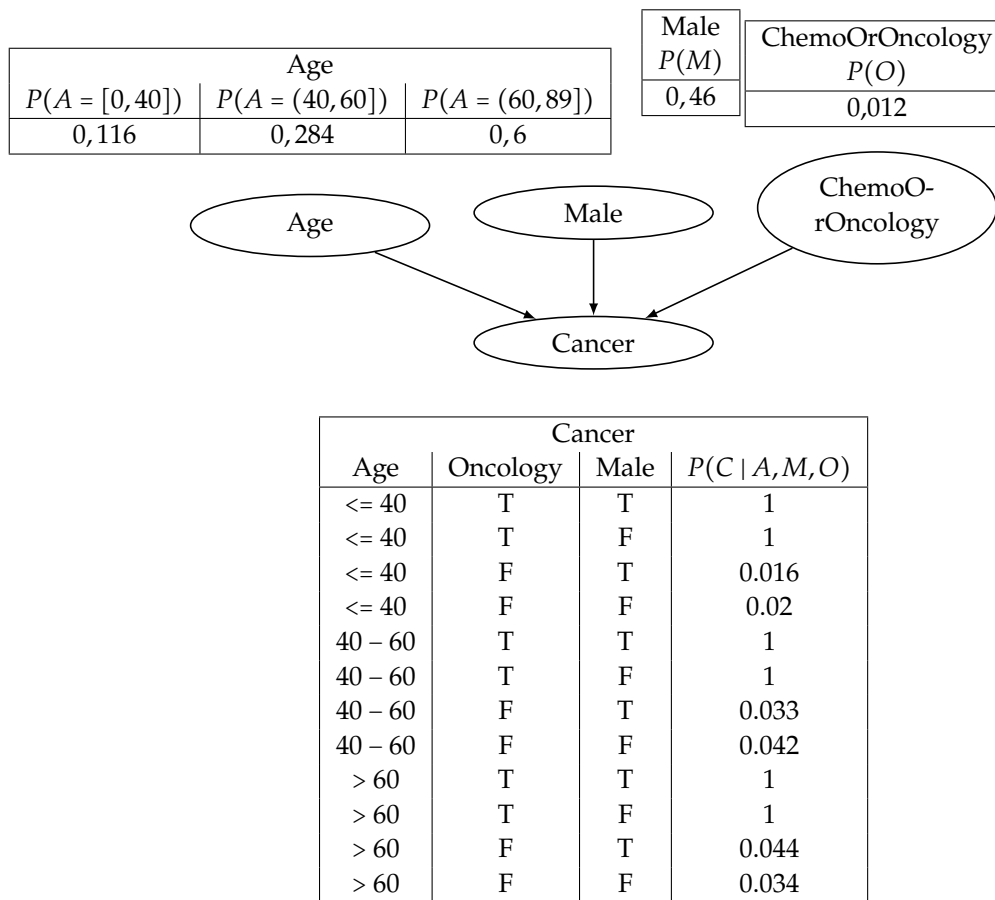 Age
P(A = [0, 40]) P(A = (40, 60]) P(A = (60, 89])
0, 116 0, 284 0, 6
Male
P(M)
0, 46
ChemoOrOncology
P(O)
0,012
Age
Male
ChemoO-
rOncology
Cancer
Cancer
Age Oncology Male P(C | A, M, O)
<= 40 T T 1
<= 40 T F 1
<= 40 F T 0.016
<= 40 F F 0.02
40 – 60 T T 1
40 – 60 T F 1
40 – 60 F T 0.033
40 – 60 F F 0.042
> 60 T T 1
> 60 T F 1
> 60 F T 0.044
> 60 F F 0.034